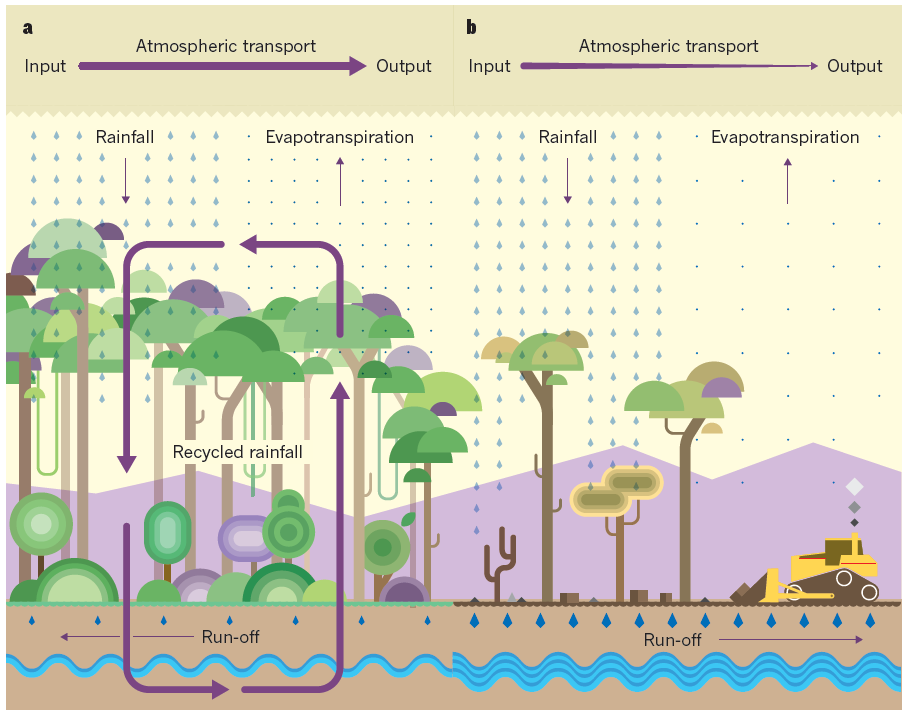 a
Atmospheric transport
Input
Output
Rainfall
Evapotranspiration
Recycled rainfall
Run-off
b
Atmospheric transport
Input
Output
Rainfall
Evapotranspiration
Run-off